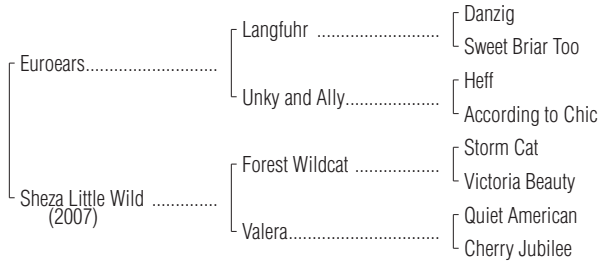 Danzig
Langfuhr ....................
Sweet Briar Too
Euroears......................
Heff
Unky and Ally................
According to Chic
Storm Cat
Forest Wildcat ..............
Victoria Beauty
Sheza Little Wild ...........
(2007)
Quiet American
Valera.........................
Cherry Jubilee